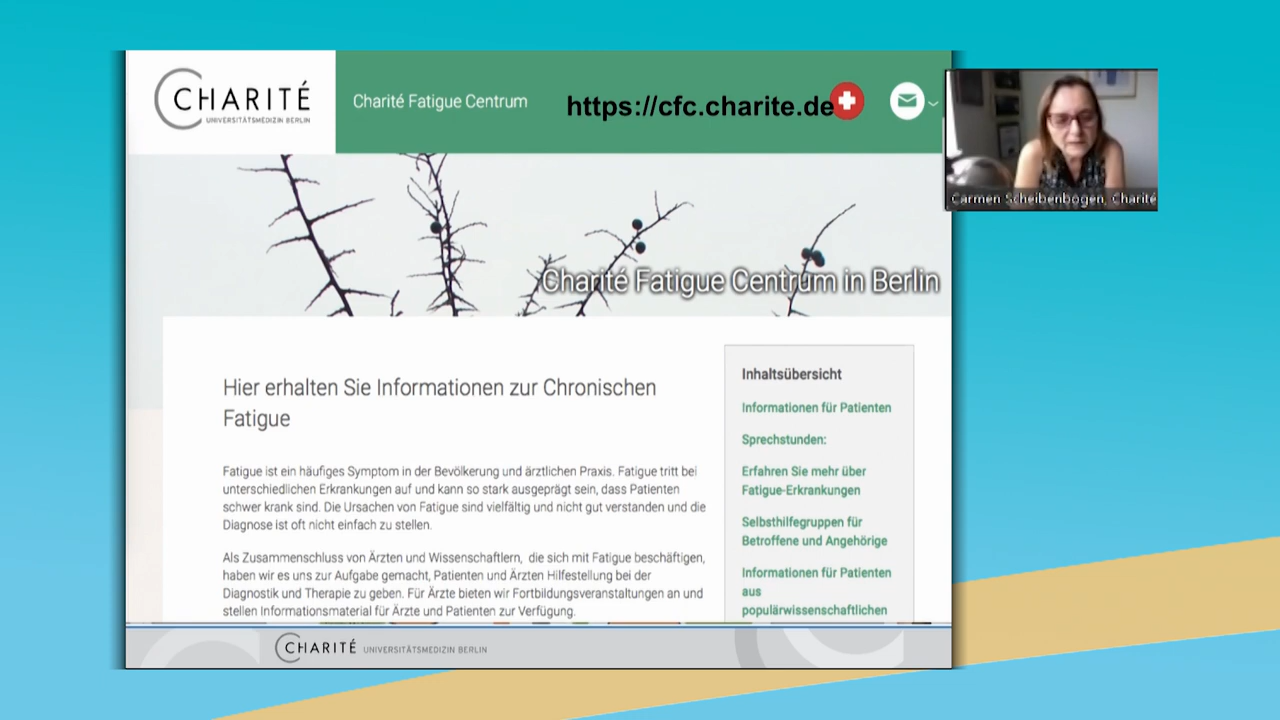 CHARITÉ
UNIVERSITÄTSMEDIZIN BERLIN
Charité Fatigue Centrum
https://cfc.charite.de
Carmen Scheibenbogen, Charité
Charité Fatigue Centrum in Berlin
Hier erhalten Sie Informationen zur Chronischen
Fatigue
Fatigue ist ein häufiges Symptom in der Bevölkerung und ärztlichen Praxis. Fatigue tritt bei
unterschiedlichen Erkrankungen auf und kann so stark ausgeprägt sein, dass Patienten
schwer krank sind. Die Ursachen von Fatigue sind vielfältig und nicht gut verstanden und die
Diagnose ist oft nicht einfach zu stellen.
Als Zusammenschluss von Ärzten und Wissenschaftlern, die sich mit Fatigue beschäftigen,
haben wir es uns zur Aufgabe gemacht, Patienten und Ärzten Hilfestellung bei der
Diagnostik und Therapie zu geben. Für Ärzte bieten wir Fortbildungsveranstaltungen an und
stellen Informationsmaterial für Ärzte und Patienten zur Verfügung.
Inhaltsübersicht
Informationen für Patienten
Sprechstunden:
Erfahren Sie mehr über
Fatigue-Erkrankungen
Selbsthilfegruppen für
Betroffene und Angehörige
Informationen für Patienten
aus
populärwissenschaftlichen
CHARITÉ UNIVERSITÄTSMEDIZIN BERLIN